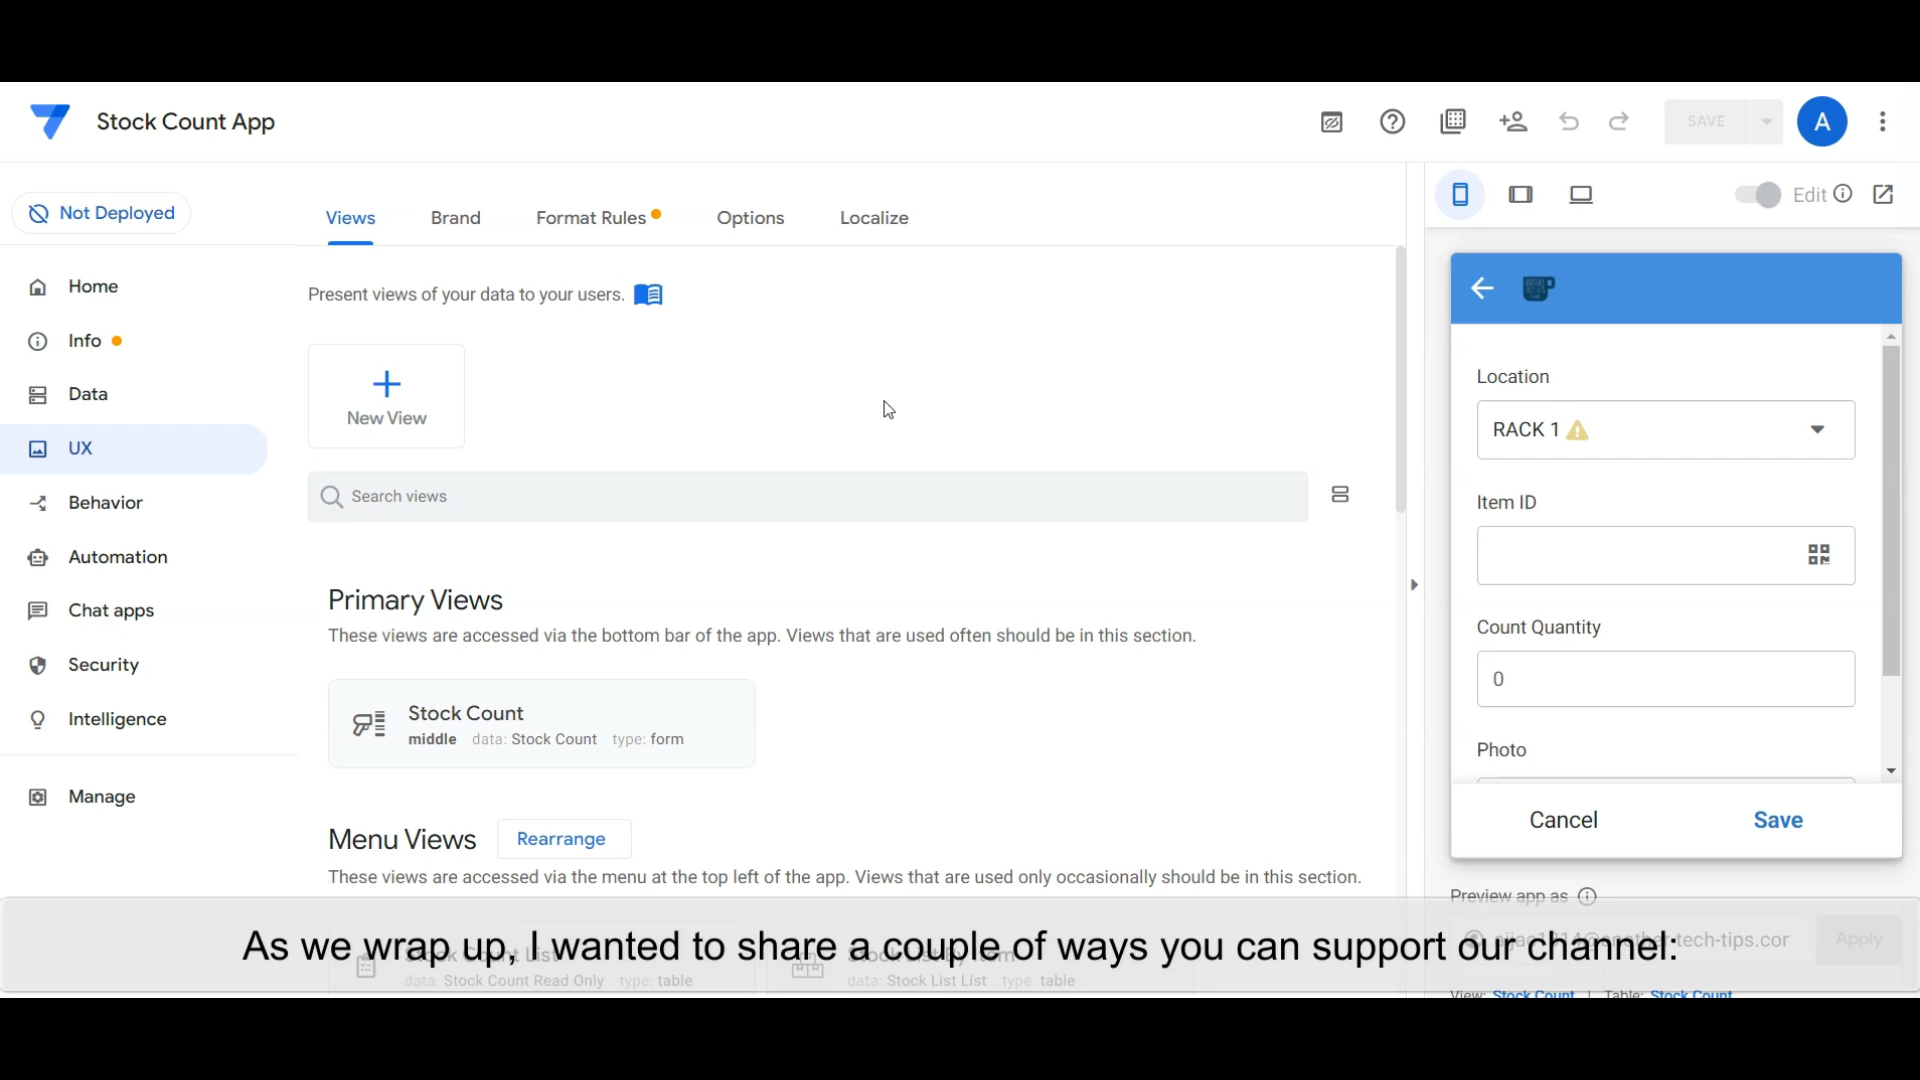 Stock Count App
SAVE
A
Not Deployed
Home
Info
Data
UX
Behavior
Automation
Chat apps
Security
Intelligence
Manage
Views
Brand
Format Rules
Options
Localize
Present views of your data to your users.
New View
Search views
Primary Views
These views are accessed via the bottom bar of the app. Views that are used often should be in this section.
Stock Count
middle data: Stock Count type: form
Menu Views
Rearrange
These views are accessed via the menu at the top left of the app. Views that are used only occasionally should be in this section.
Stock Count List
data: Stock Count Read Only type: table
Stock List By Item
data: Stock List List type: table
Edit
Location
RACK 1
Item ID
Count Quantity
0
Photo
Cancel
Save
Preview app as
Apply
View: Stock Count | Table: Stock Count
As we wrap up, I wanted to share a couple of ways you can support our channel: